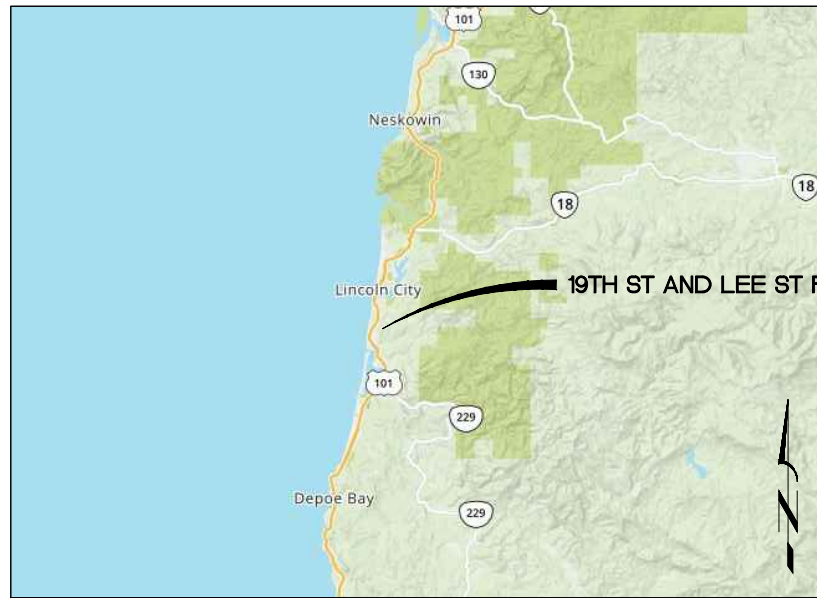 101
130
Neskowin
18
18
19TH ST AND LEE ST F
Lincoln City
101
229
Depoe Bay
229
N